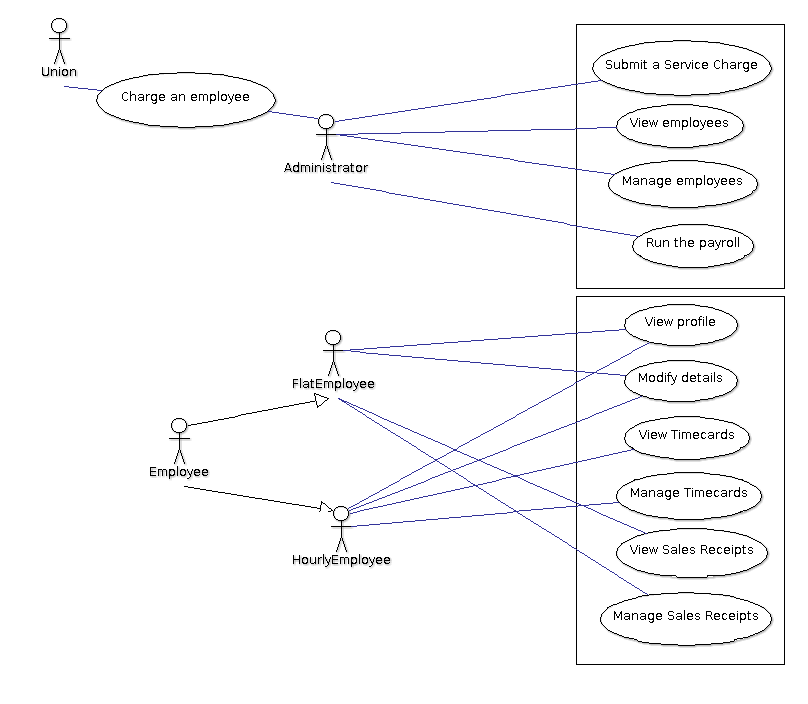 Union
Charge an employee
Administrator
Submit a Service Charge
View employees
Manage employees
Run the payroll
View profile
FlatEmployee
Modify details
Employee
View Timecards
Manage Timecards
HourlyEmployee
View Sales Receipts
Manage Sales Receipts